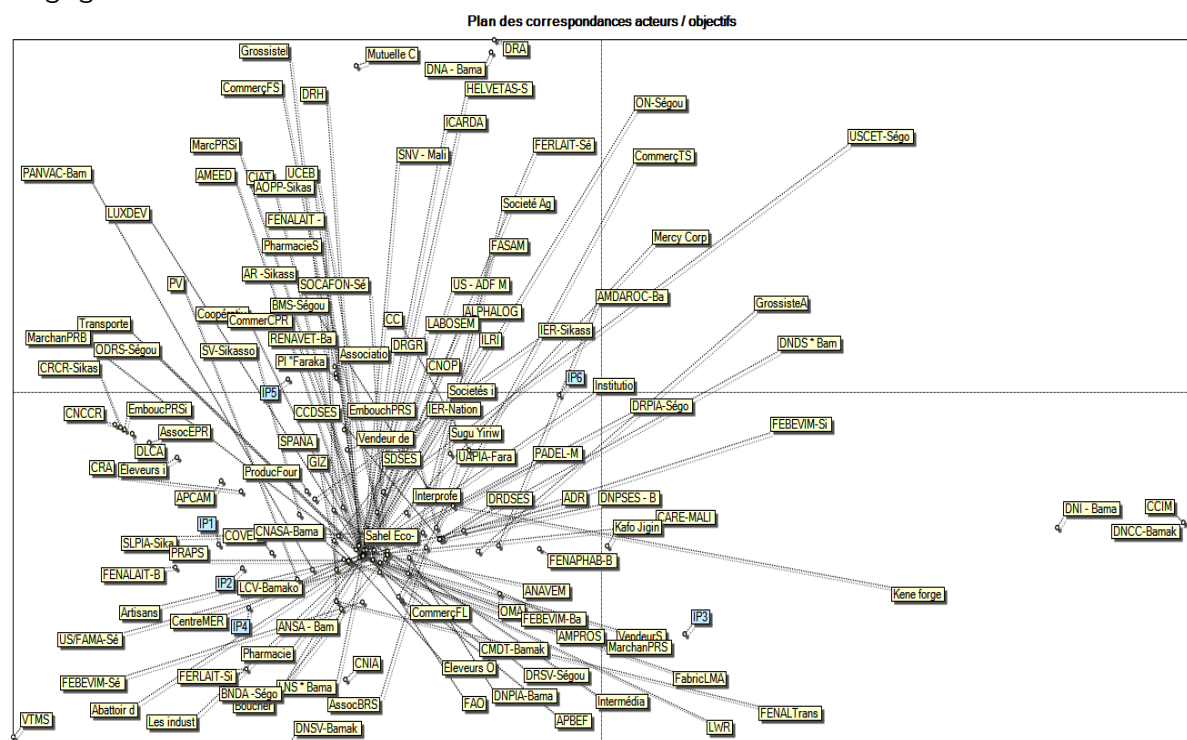 Plan des correspondances acteurs / objectifs
DRA
Grossistel
Mutuelle C
DNA - Bama
CommerçFS
DRH
HELVETAS-S
ON-Ségou
ICARDA
USCET-Ségo
MarcPRSi
FERLAIT-Sé
SNV - Mali
CommerçTS
PANVAC-Bam
AMEED
CIAT
UCEB
AOPP-Sikas
Societé Ag
LUXDEV
FENALAIT -
Mercy Corp
PharmacieS
FASAM
AR -Sikass
PV
SOCAFON-Sé
US - ADF M
AMDAROC-Ba
GrossisteA
BMS-Ségou
ALPHALOG
CommerCPR
CC
LABOSEM
Transporte
MarchanPRB
RENAVET-Ba
IER-Sikass
ILRI
DNDS * Bam
ODRS-Ségou
SV-Sikasso
Associatio
DRGR
PI "Faraka
CNOP
CRCR-Sikas
IP5
IP6
Institutio
Societés i
CNCCR
EmboucPRSi
CCDSES
EmbouchPRS
IER-Nation
DRPIA-Ségo
FEBEVIM-Si
AssocEPR
Vendeur de
Sugu Yiriw
DLCA
SPANA
UAPIA-Fara
PADEL-M
CRA
Eleveurs i
GIZ
SDSES
ProducFour
APCAM
Interprofe
DRDSES
ADR
DNPSES - B
DNI - Bama
CCIM
IP1
CARE-MALI
Kafo Jigin
DNCC-Bamak
CNASA-Bama
Sahel Eco-
SLPIA-Sika
PRAPS
FENAPHAB-B
FENALAIT-B
IP2
LCV-Bamako
ANAVEM
Kene forge
Artisans
CentreMER
CommerçFL
OMA
FEBEVIM-Ba
IP3
IP4
ANSA - Bam
US/FAMA-Sé
AMPROS
VendeurS
MarchanPRS
CMDT-Bamak
Pharmacie
CNIA
Eleveurs O
FEBEVIM-Sé
FERLAIT-Si
DRSV-Ségou
FabricLMA
LNS * Bama
BNDA -Ségo
DNPIA-Bama
Abattoir d
AssocBRS
FAO
Intermédia
FENALTrans
VTMS
Les indust
DNSV-Bamak
APBEF
LWR